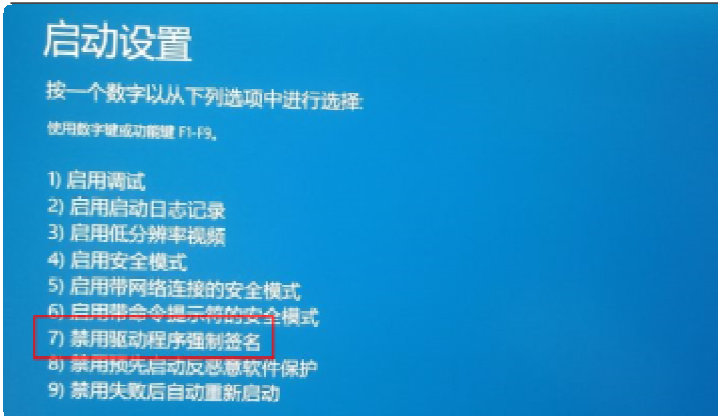 启动设置
按一个数字以从下列选项中进行选择:
使用数字键或功能键 F1-F9。
1) 启用调试
2) 启用启动日志记录
3) 启用低分辨率视频
4) 启用安全模式
5) 启用带网络连接的安全模式
6) 启用带命令提示符的安全模式
7) 禁用驱动程序强制签名
8) 禁用预先启动反恶意软件保护
9) 禁用失败后自动重新启动